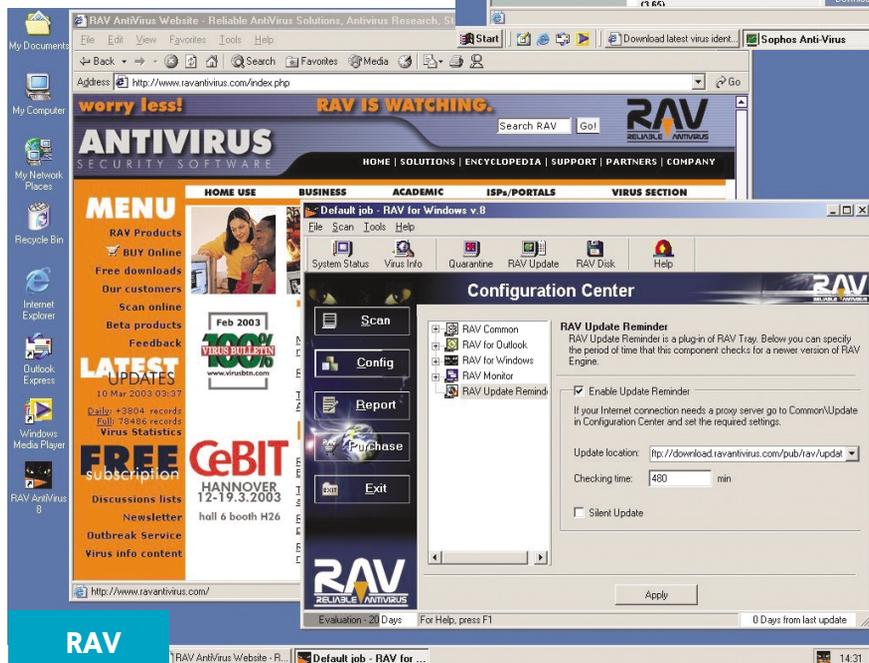 (3.65)
Download
Start
Download latest virus ident...
Sophos Anti-Virus
My Documents
My Computer
My Network Places
Recycle Bin
Internet Explorer
Outlook Express
Windows Media Player
RAV AntiVirus 8
RAV AntiVirus Website - Reliable AntiVirus Solutions, Antivirus Research, St
File Edit View Favorites Tools Help
Back Search Favorites Media
Address http://www.ravantivirus.com/index.php Go
worry less!
RAV IS WATCHING.
Search RAV Go!
RAV
RELIABLE ANTIVIRUS
ANTIVIRUS
SECURITY SOFTWARE
HOME | SOLUTIONS | ENCYCLOPEDIA | SUPPORT | PARTNERS | COMPANY
HOME USE BUSINESS ACADEMIC ISPs/PORTALS VIRUS SECTION
MENU
RAV Products
BUY Online
Free downloads
Our customers
Scan online
Beta products
Feedback
LATEST
UPDATES
10 Mar 2003 03:37
Daily: +3804 records
Full: 78486 records
Virus Statistics
FREE
subscription
Discussions lists
Newsletter
Outbreak Service
Virus info content
Feb 2003
VIRUS BULLETIN
100%
www.virusbtn.com
CeBIT
HANNOVER
12-19.3.2003
hall 6 booth H26
http://www.ravantivirus.com/
Default job - RAV for Windows v.8
File Scan Tools Help
System Status Virus Info Quarantine RAV Update RAV Disk Help
Configuration Center
RAV
RELIABLE ANTIVIRUS
Scan
Config
Report
Purchase
EXIT
Exit
RAV
RELIABLE ANTIVIRUS
RAV Common
RAV for Outlook
RAV for Windows
RAV Monitor
RAV Update Remind
RAV Update Reminder
RAV Update Reminder is a plug-in of RAV Tray. Below you can specify
the period of time that this component checks for a newer version of RAV
Engine.
Enable Update Reminder
If your Internet connection needs a proxy server go to Common\Update
in Configuration Center and set the required settings.
Update location: ftp://download.ravantivirus.com/pub/rav/updat
Checking time: 480 min
Silent Update
Apply
Evaluation - 20 Days For Help, press F1 0 Days from last update
RAV
RAV AntiVirus Website - R...
Default job - RAV for ...
14:31